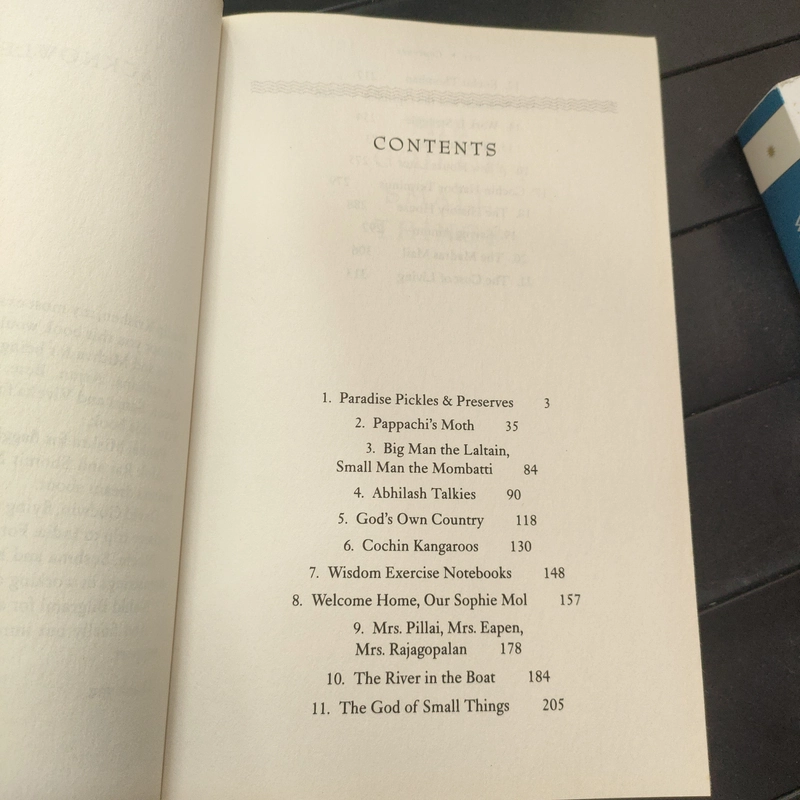 CONTENTS
1. Paradise Pickles & Preserves 3
2. Pappachi's Moth 35
3. Big Man the Laltain,
Small Man the Mombatti 84
4. Abhilash Talkies 90
5. God's Own Country 118
6. Cochin Kangaroos 130
7. Wisdom Exercise Notebooks 148
8. Welcome Home, Our Sophie Mol 157
9. Mrs. Pillai, Mrs. Eapen,
Mrs. Rajagopalan 178
10. The River in the Boat 184
11. The God of Small Things 205